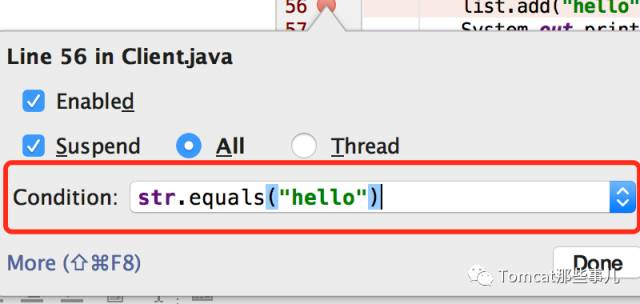 56 list.add("hello"
57 System.out.print
Line 56 in Client.java
Enabled
Suspend All Thread
Condition: str.equals("hello")
More (⇧⌘F8) Done
Tomcat那些事儿